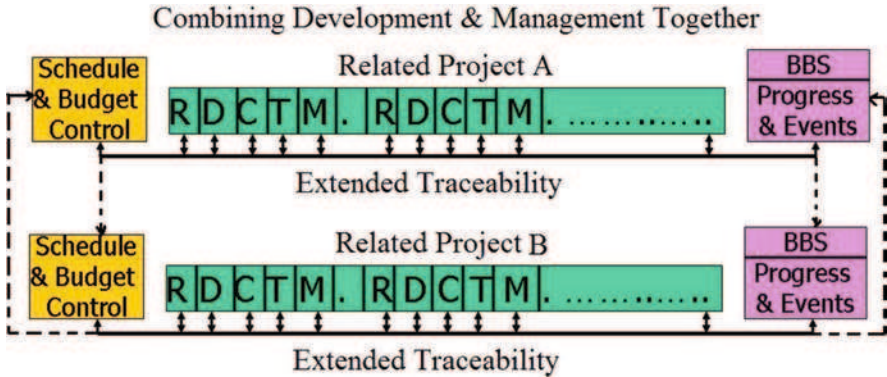 Combining Development & Management Together
Schedule
& Budget
Control
Related Project A
R D C T M . R D C T M . ...........
BBS
Progress
& Events
Extended Traceability
Schedule
& Budget
Control
Related Project B
R D C T M . R D C T M . ...........
BBS
Progress
& Events
Extended Traceability